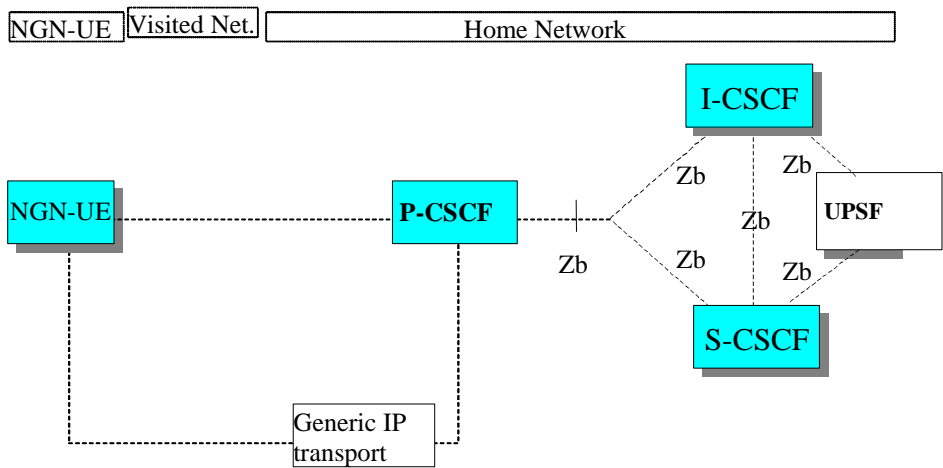 NGN-UE
Visited Net.
Home Network
I-CSCF
Zb
Zb
NGN-UE
P-CSCF
Zb
UPSF
Zb
Zb
Zb
S-CSCF
Generic IP
transport